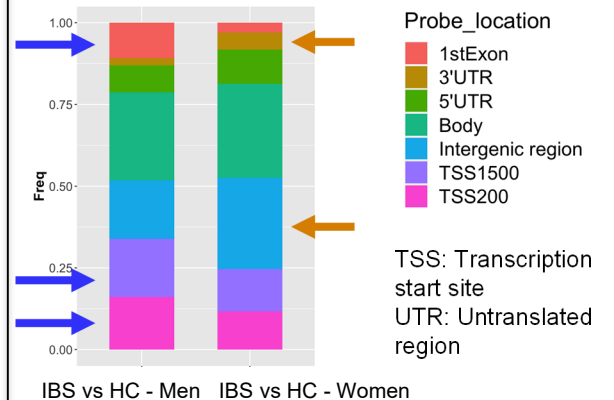 Probe_location
1stExon
3'UTR
5'UTR
Body
Intergenic region
TSS1500
TSS200
1.00
0.75
0.50
0.25
0.00
Freq
IBS vs HC - Men
IBS vs HC - Women
TSS: Transcription
start site
UTR: Untranslated
region